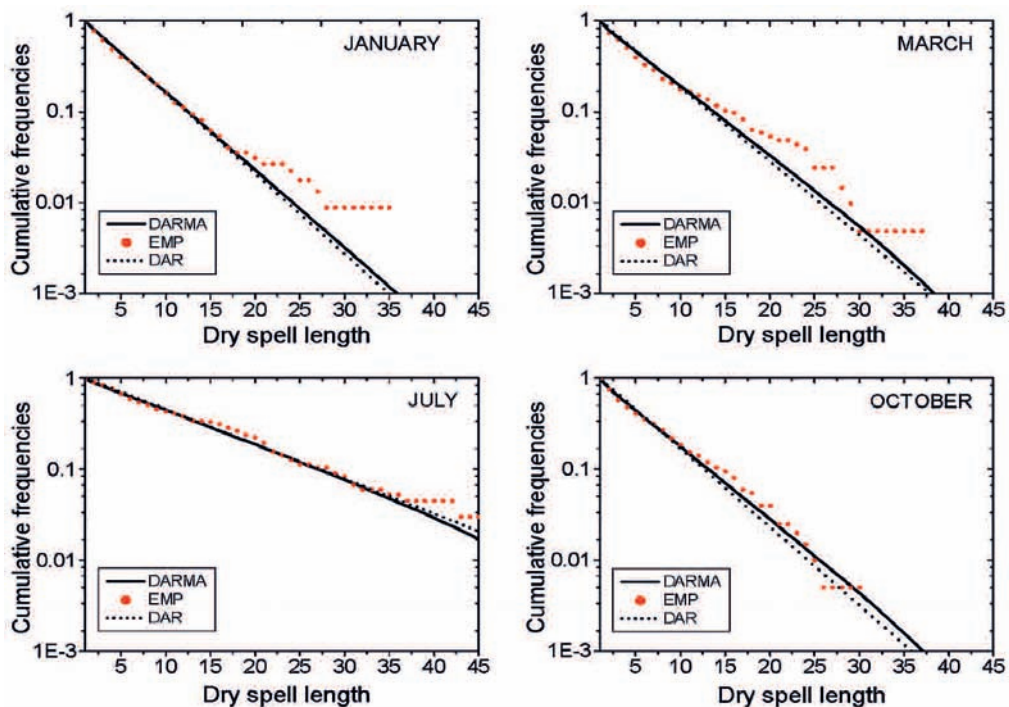 JANUARY
Cumulative frequencies
1
0.1
0.01
1E-3
DARMA
EMP
DAR
5 10 15 20 25 30 35 40 45
Dry spell length
MARCH
Cumulative frequencies
1
0.1
0.01
1E-3
DARMA
EMP
DAR
5 10 15 20 25 30 35 40 45
Dry spell length
JULY
Cumulative frequencies
1
0.1
0.01
1E-3
DARMA
EMP
DAR
5 10 15 20 25 30 35 40 45
Dry spell length
OCTOBER
Cumulative frequencies
1
0.1
0.01
1E-3
DARMA
EMP
DAR
5 10 15 20 25 30 35 40 45
Dry spell length